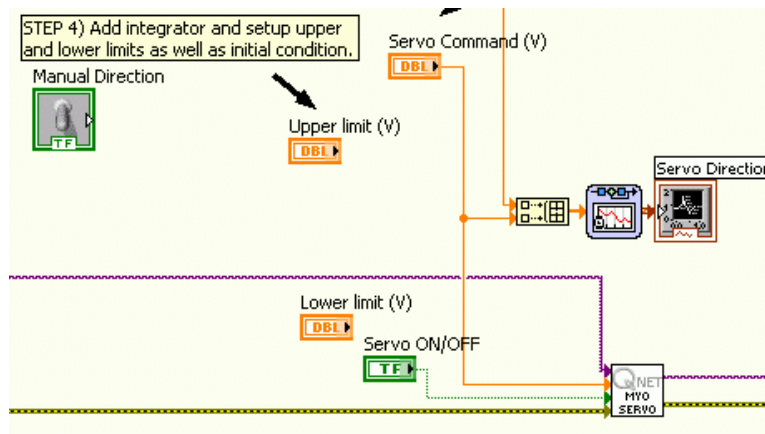 STEP 4) Add integrator and setup upper
and lower limits as well as initial condition.
Manual Direction
TF
Servo Command (V)
DBL
Upper limit (V)
DBL
Servo Direction
Lower limit (V)
DBL
Servo ON/OFF
TF
QNET
MYO
SERVO